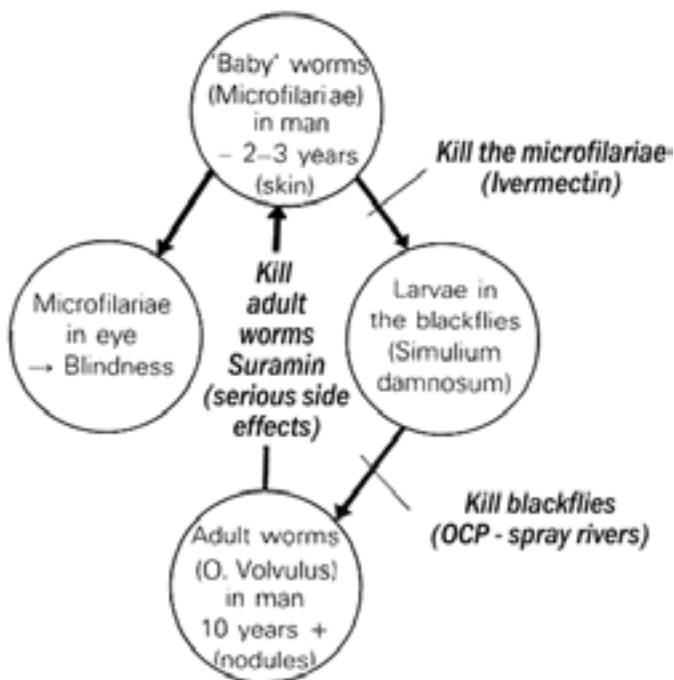 'Baby' worms
(Microfilariae)
in man
– 2–3 years
(skin)
Kill the microfilariae-
(Ivermectin)
Microfilariae
in eye
→ Blindness
Kill
adult
worms
Suramin
(serious side
effects)
Larvae in
the blackflies
(Simulium
damnosum)
Kill blackflies
(OCP - spray rivers)
Adult worms
(O. Volvulus)
in man
10 years +
(nodules)